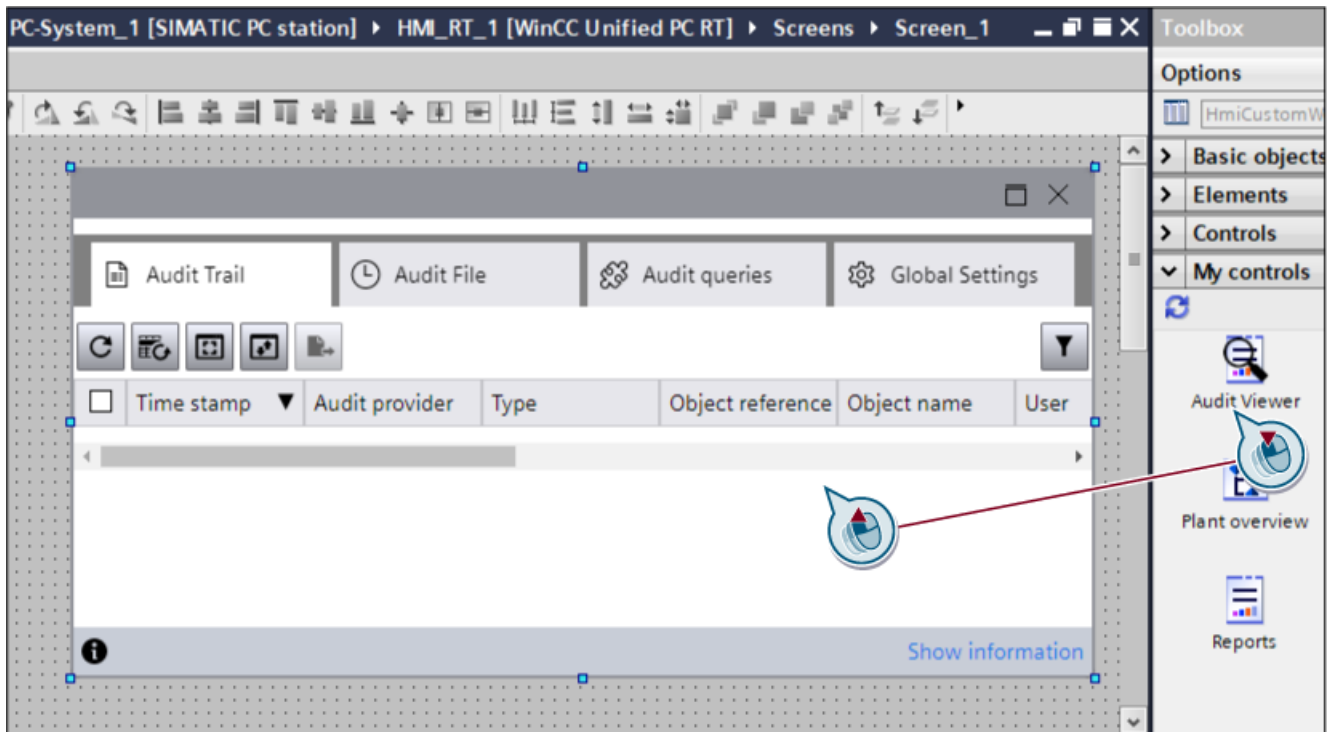 PC-System_1 [SIMATIC PC station] ▸ HMI_RT_1 [WinCC Unified PC RT] ▸ Screens ▸ Screen_1
Toolbox
Options
HmiCustomW
Basic objects
Elements
Controls
My controls
Audit Trail
Audit File
Audit queries
Global Settings
Time stamp ▼ Audit provider Type Object reference Object name User
Audit Viewer
Plant overview
Reports
Show information